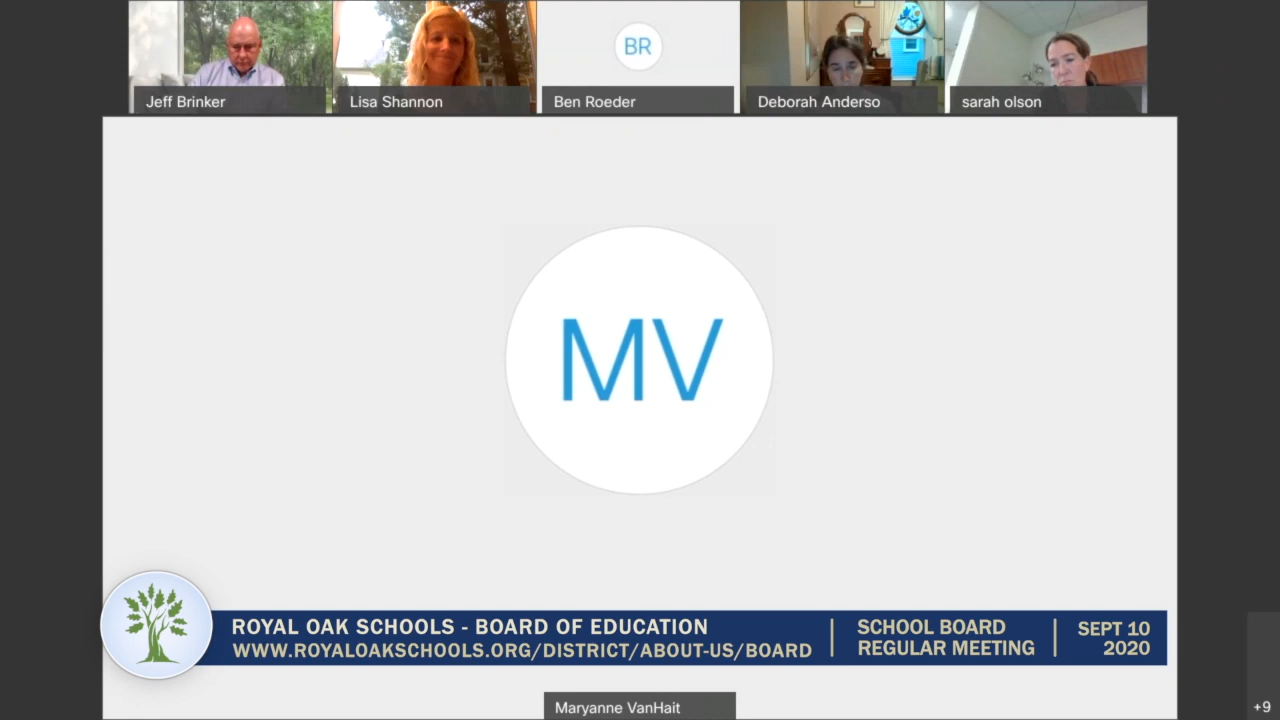 BR
Jeff Brinker
Lisa Shannon
Ben Roeder
Deborah Anderso
sarah olson
MV
ROYAL OAK SCHOOLS - BOARD OF EDUCATION
WWW.ROYALOAKSCHOOLS.ORG/DISTRICT/ABOUT-US/BOARD
SCHOOL BOARD
REGULAR MEETING
SEPT 10
2020
Maryanne VanHait
+9